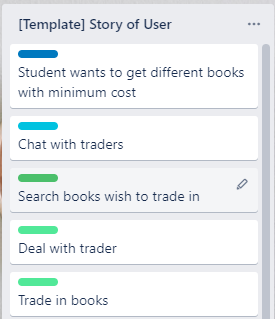 [Template] Story of User
Student wants to get different books
with minimum cost
Chat with traders
Search books wish to trade in
Deal with trader
Trade in books